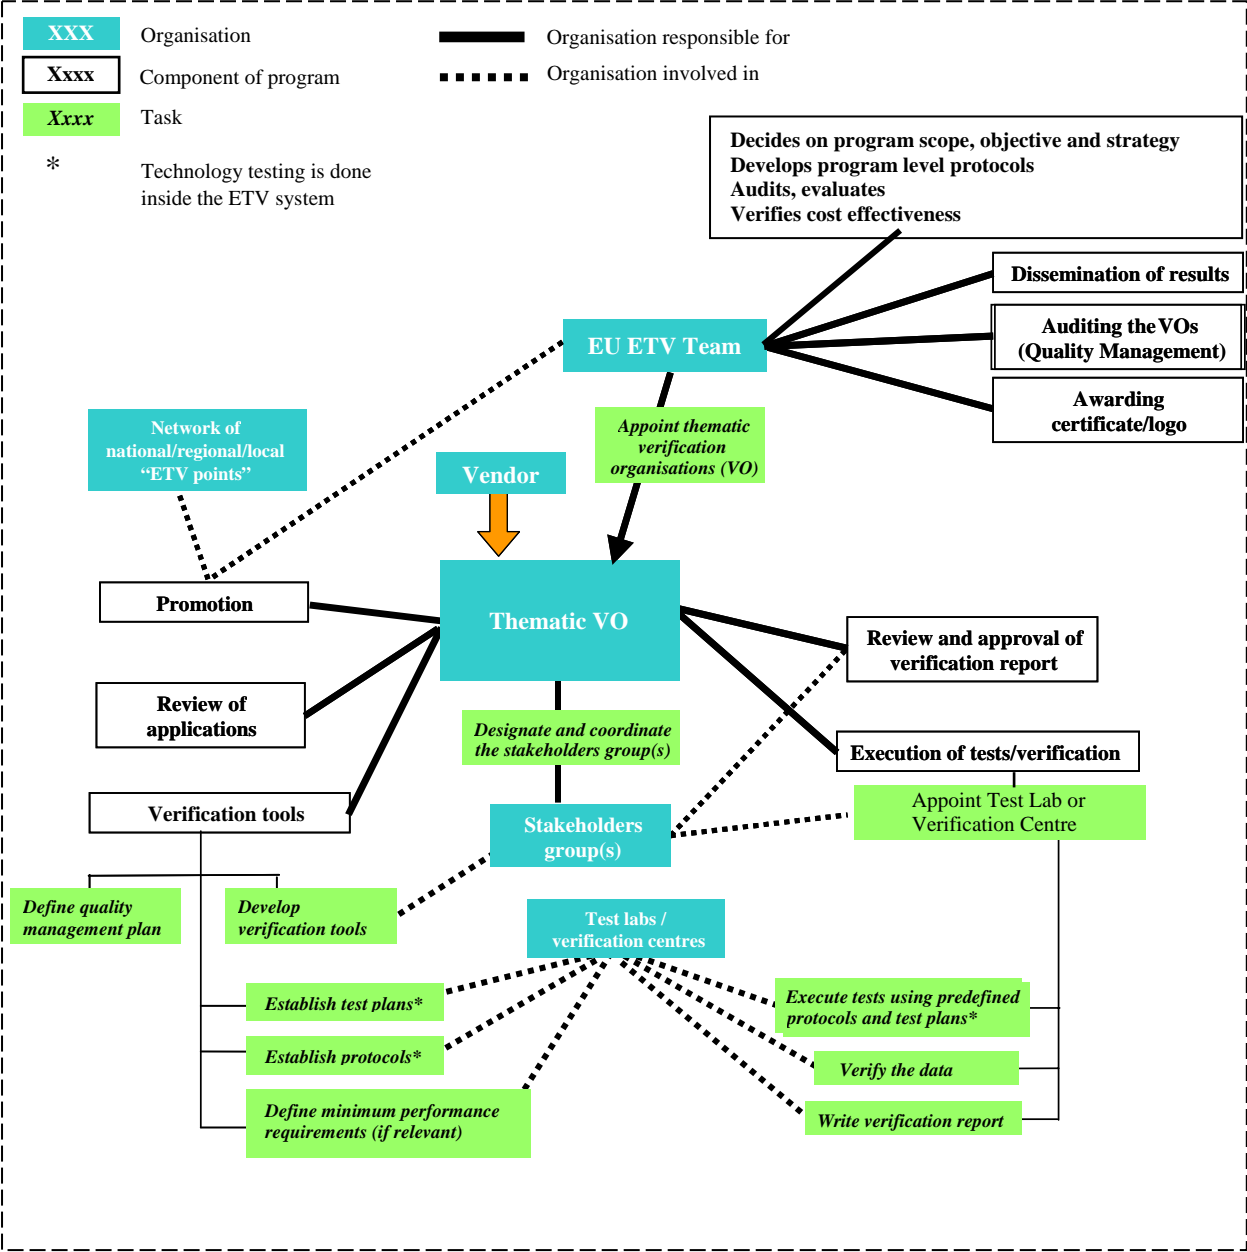 XXX
Organisation
Xxxx
Component of program
Xxxx
Task
*
Technology testing is done
inside the ETV system
Organisation responsible for
Organisation involved in
Decides on program scope, objective and strategy
Develops program level protocols
Audits, evaluates
Verifies cost effectiveness
Dissemination of results
Auditing the VOs
(Quality Management)
Awarding
certificate/logo
EU ETV Team
Appoint thematic
verification
organisations (VO)
Network of
national/regional/local
“ETV points”
Vendor
Promotion
Thematic VO
Review and approval of
verification report
Review of
applications
Designate and coordinate
the stakeholders group(s)
Execution of tests/verification
Appoint Test Lab or
Verification Centre
Verification tools
Stakeholders
group(s)
Define quality
management plan
Develop
verification tools
Test labs /
verification centres
Establish test plans*
Establish protocols*
Define minimum performance
requirements (if relevant)
Execute tests using predefined
protocols and test plans*
Verify the data
Write verification report